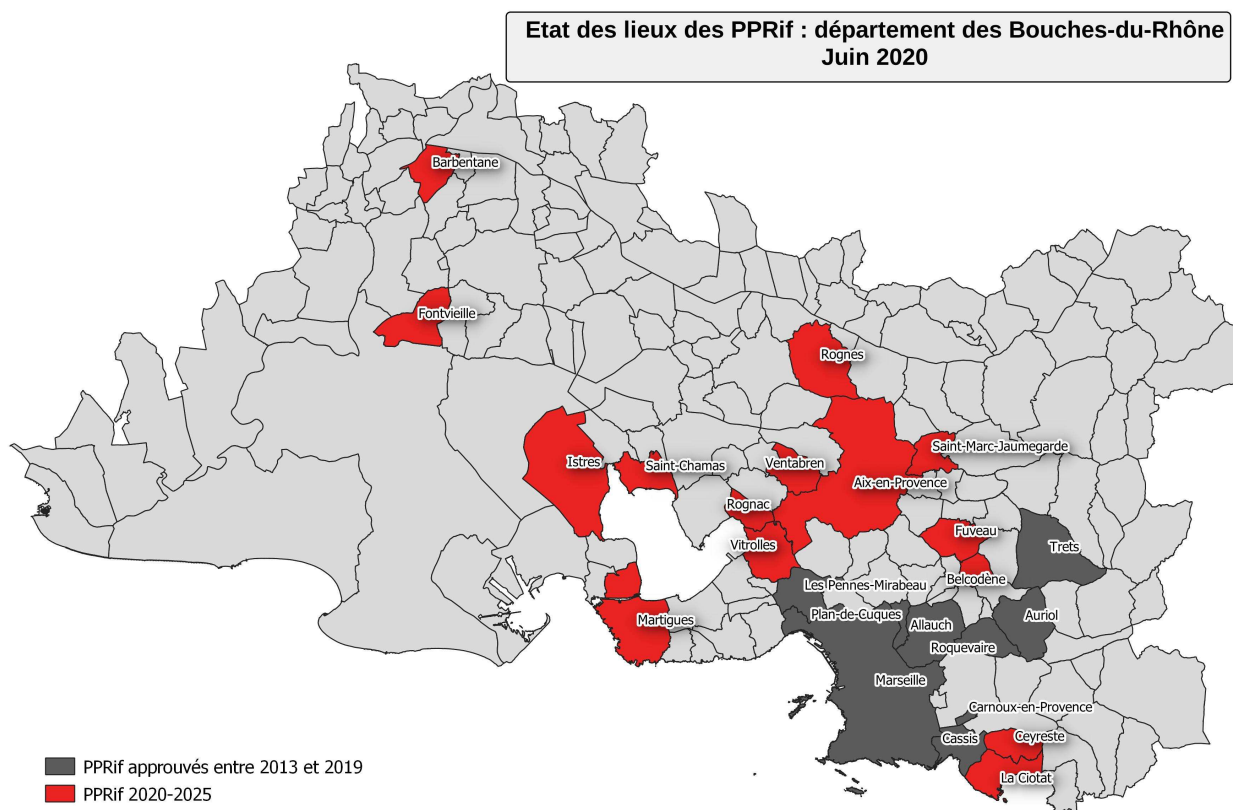 Etat des lieux des PPRif : département des Bouches-du-Rhône
Juin 2020
Barbentane
Fontvieille
Rognes
Saint-Marc-Jaumegarde
Istres
Saint-Chamas
Ventabren
Aix-en-Provence
Rognac
Fuveau
Vitrolles
Trets
Les Pennes-Mirabeau
Belcodène
Plan-de-Cuques
Allauch
Auriol
Martigues
Roquevaire
Marseille
Carnoux-en-Provence
Cassis
Ceyreste
La Ciotat
PPRif approuvés entre 2013 et 2019
PPRif 2020-2025